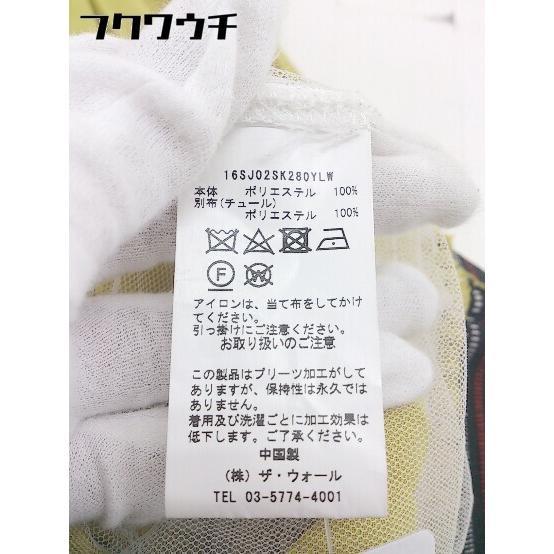 フクワウチ
16SJ02SK280YLW
本体 ポリエステル 100%
別布(チュール)
ポリエステル 100%
F W
アイロンは、当て布をしてかけ
てください。
引っ掛けにご注意ください。
お取り扱いのご注意
この製品はプリーツ加工がして
ありますが、保持性は永久では
ありません。
着用及び洗濯ごとに加工効果は
低下します。ご了承ください。
中国製
(株) ザ・ウォール
TEL 03-5774-4001